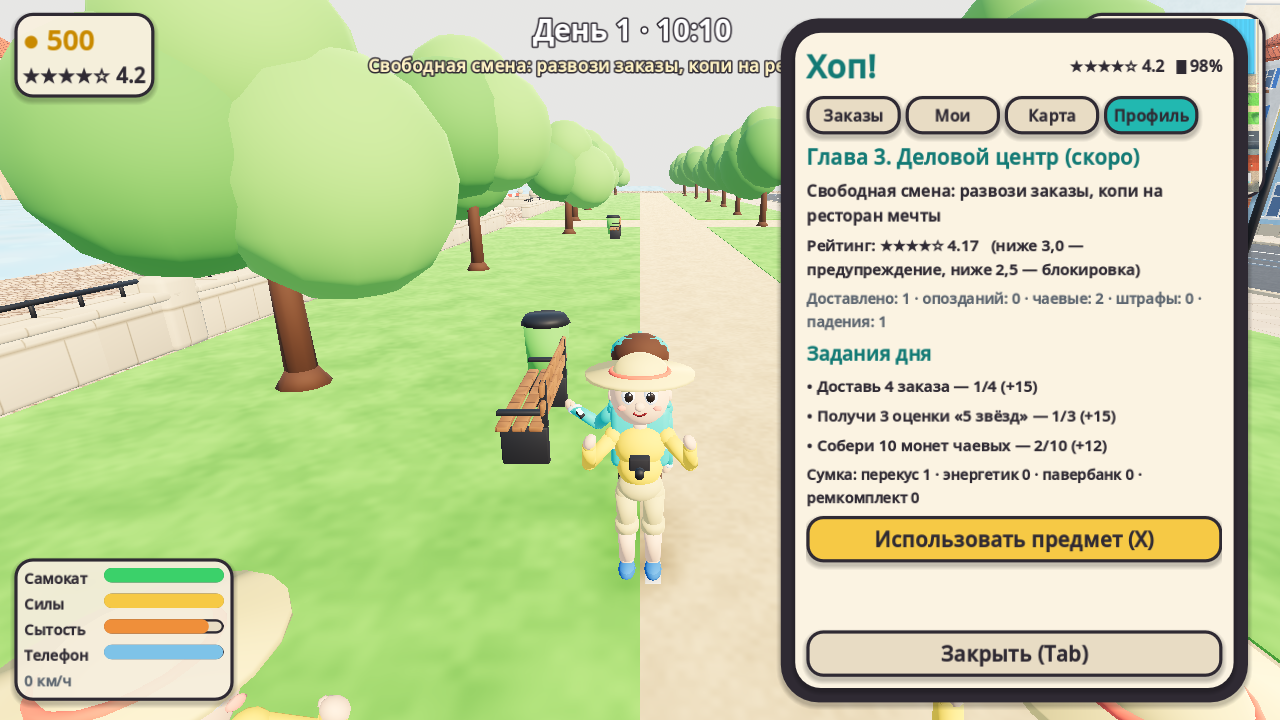 500
★★★★☆ 4.2
День 1 · 10:10
Свободная смена: развози заказы, копи на ре
Хоп!
★★★★☆ 4.2 98%
Заказы
Мои
Карта
Профиль
Глава 3. Деловой центр (скоро)
Свободная смена: развози заказы, копи на
ресторан мечты
Рейтинг: ★★★★☆ 4.17 (ниже 3,0 —
предупреждение, ниже 2,5 — блокировка)
Доставлено: 1 · опозданий: 0 · чаевые: 2 · штрафы: 0 ·
падения: 1
Задания дня
• Доставь 4 заказа — 1/4 (+15)
• Получи 3 оценки «5 звёзд» — 1/3 (+15)
• Собери 10 монет чаевых — 2/10 (+12)
Сумка: перекус 1 · энергетик 0 · павербанк 0 ·
ремкомплект 0
Использовать предмет (X)
Закрыть (Tab)
Самокат
Силы
Сытость
Телефон
0 км/ч